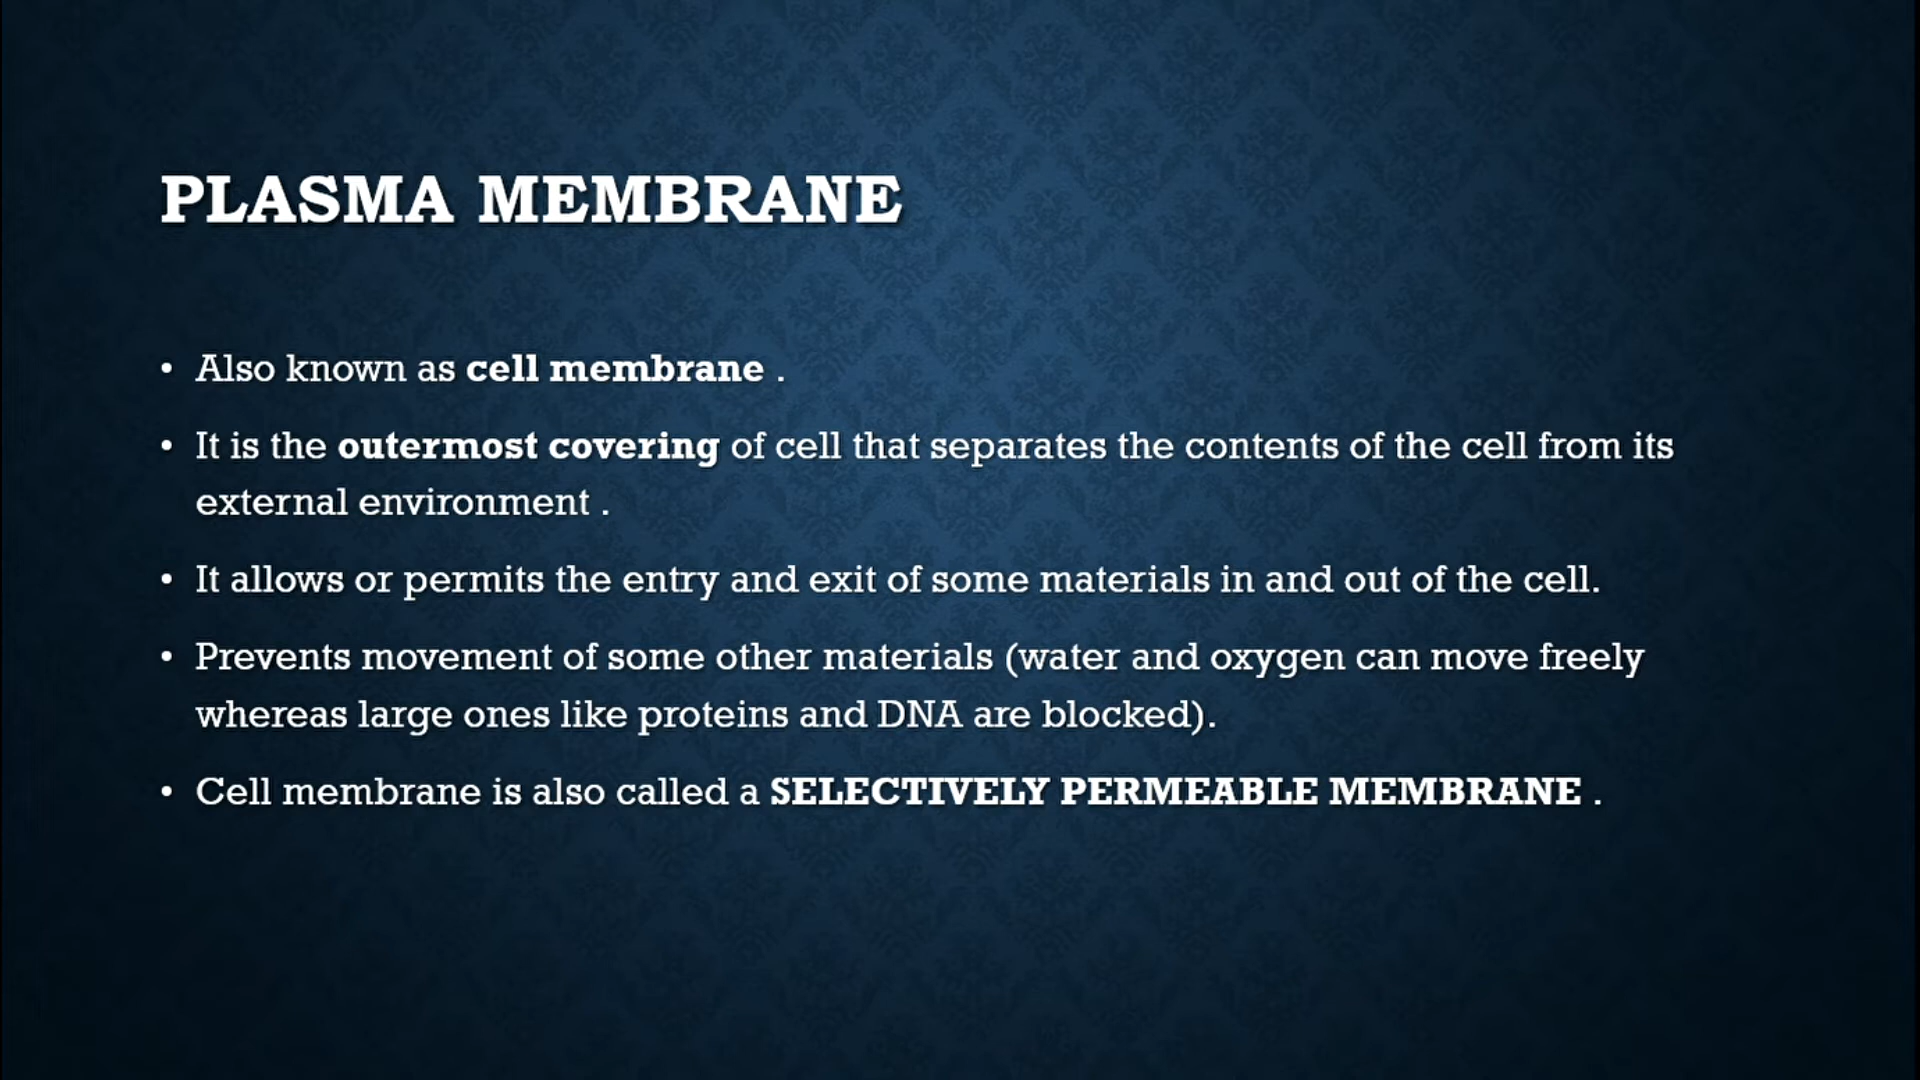 PLASMA MEMBRANE
• Also known as cell membrane .
• It is the outermost covering of cell that separates the contents of the cell from its
external environment .
• It allows or permits the entry and exit of some materials in and out of the cell.
• Prevents movement of some other materials (water and oxygen can move freely
whereas large ones like proteins and DNA are blocked).
• Cell membrane is also called a SELECTIVELY PERMEABLE MEMBRANE .